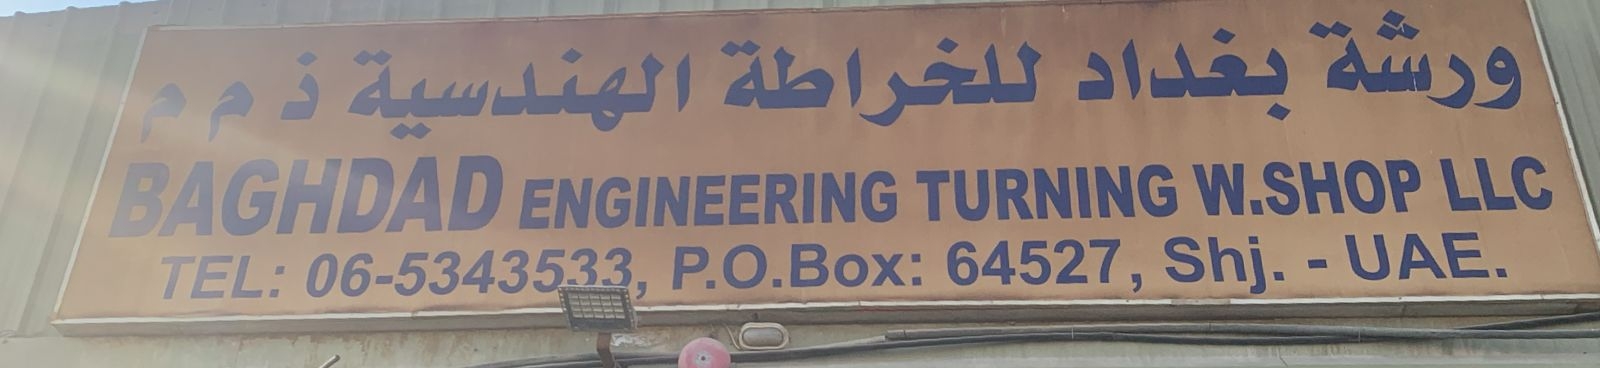 ورشة بغداد للخراطة الهندسية ذ م م
BAGHDAD ENGINEERING TURNING W.SHOP LLC
TEL: 06-5343533, P.O.Box: 64527, Shj. - UAE.